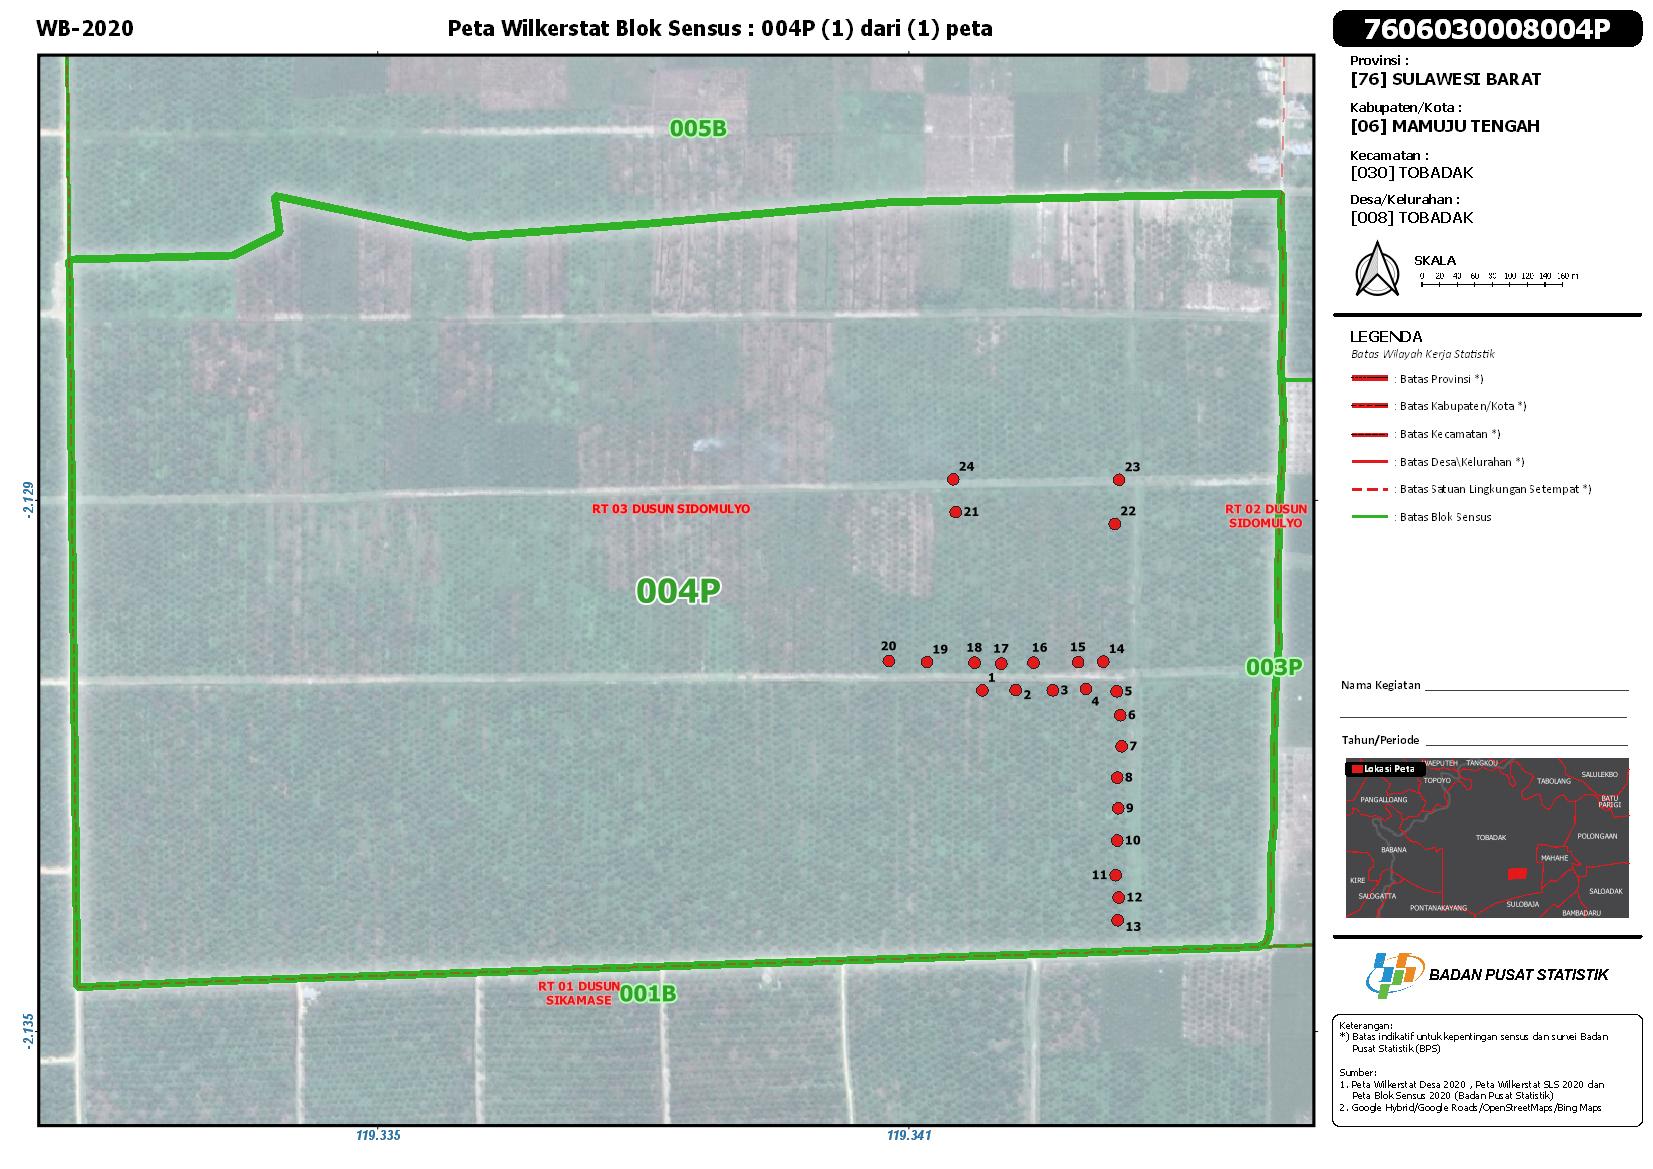 WB-2020
Peta Wilkerstat Blok Sensus : 004P (1) dari (1) peta
7606030008004P
Provinsi :
[76] SULAWESI BARAT
Kabupaten/Kota :
[06] MAMUJU TENGAH
Kecamatan :
[030] TOBADAK
Desa/Kelurahan :
[008] TOBADAK
SKALA
0 20 40 60 80 100 120 140 160 m
LEGENDA
Batas Wilayah Kerja Statistik
: Batas Provinsi *)
: Batas Kabupaten/Kota *)
: Batas Kecamatan *)
: Batas Desa\Kelurahan *)
: Batas Satuan Lingkungan Setempat *)
: Batas Blok Sensus
005B
24
23
21
22
RT 03 DUSUN SIDOMULYO
RT 02 DUSUN
SIDOMULYO
004P
20
19
18
17
16
15
14
003P
1
2
3
4
5
6
7
8
9
10
11
12
13
RT 01 DUSUN
SIKAMASE
001B
-2.129
-2.135
119.335
119.341
Nama Kegiatan
Tahun/Periode
Lokasi Peta
WAEPUTEH
TANGKOU
TOPOYO
TABOLANG
SALULEKBO
PANGALLOANG
BATU
PARIGI
TOBADAK
POLONGAAN
BABANA
MAHAHE
KIRE
SALOGATTA
SALOADAK
PONTANAKAYANG
SULOBAJA
BAMBADARU
BADAN PUSAT STATISTIK
Keterangan:
*) Batas indikatif untuk kepentingan sensus dan survei Badan
Pusat Statistik (BPS)
Sumber:
1. Peta Wilkerstat Desa 2020 , Peta Wilkerstat SLS 2020 dan
Peta Blok Sensus 2020 (Badan Pusat Statistik)
2. Google Hybrid/Google Roads/OpenStreetMaps/Bing Maps